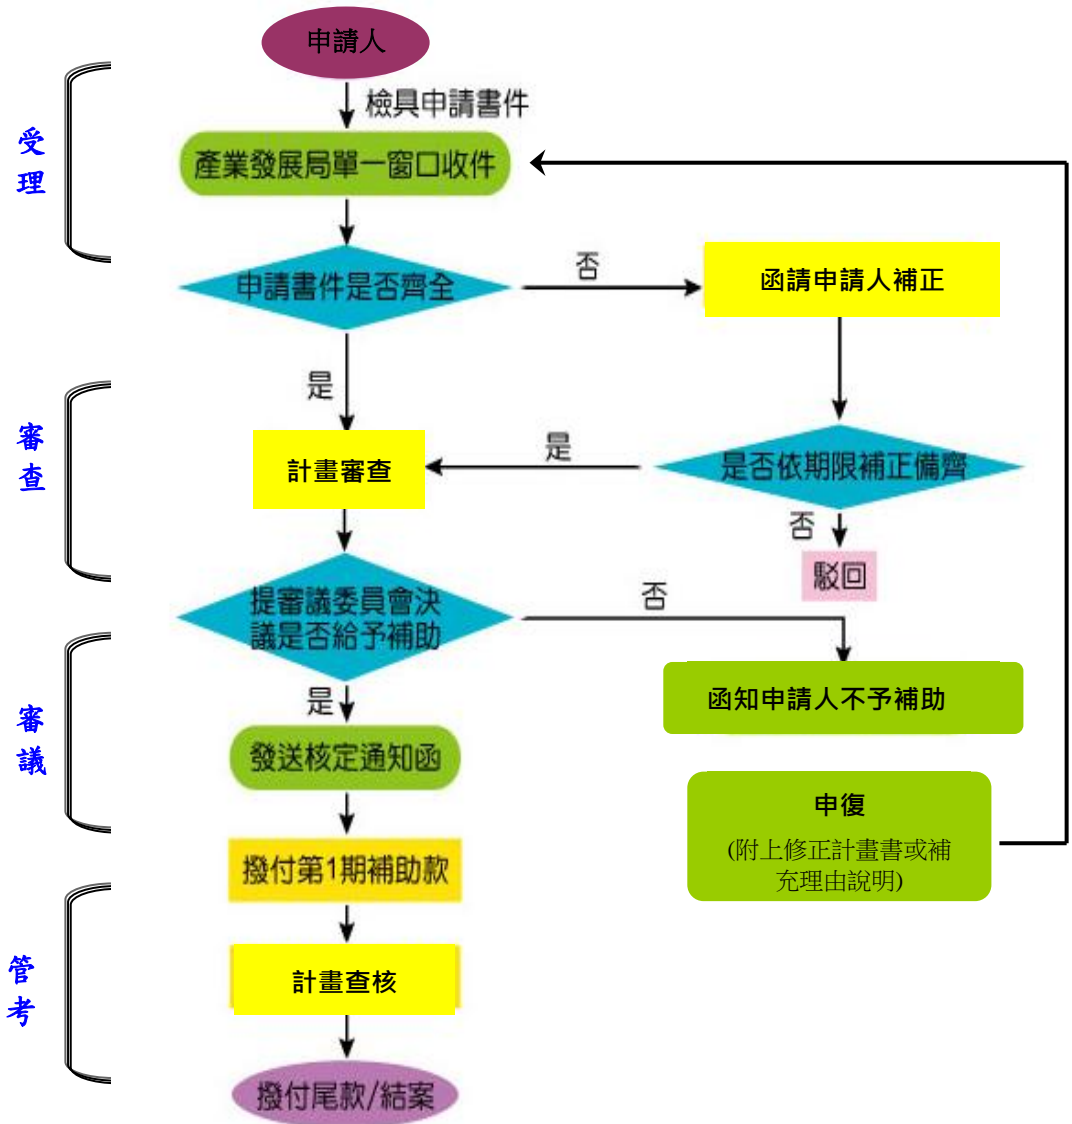 申請人
檢具申請書件
受
理
產業發展局單一窗口收件
申請書件是否齊全
否
函請申請人補正
是
審
查
計畫審查
是
是否依期限補正備齊
否
駁回
提審議委員會決
議是否給予補助
否
函知申請人不予補助
是
審
議
發送核定通知函
申復
(附上修正計畫書或補
充理由說明)
撥付第1期補助款
管
考
計畫查核
撥付尾款/結案